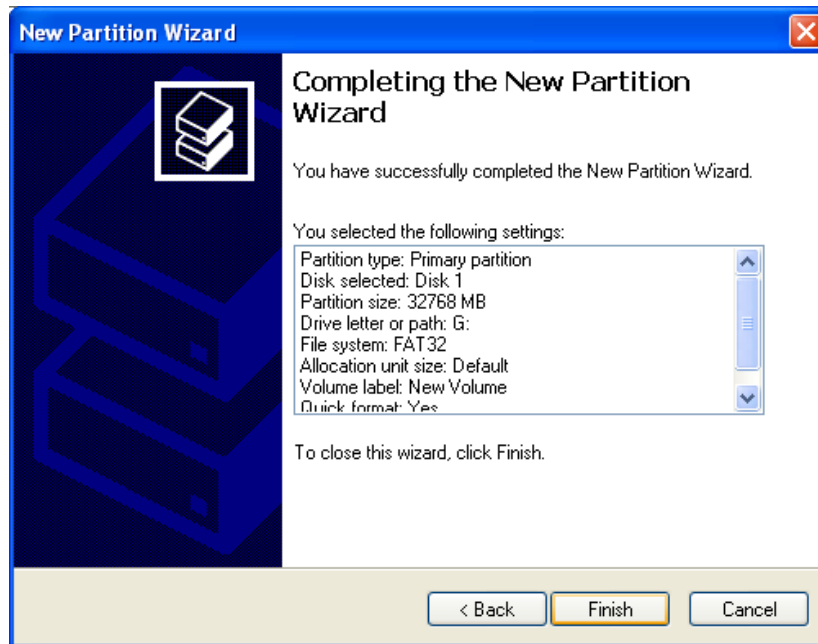 New Partition Wizard
Completing the New Partition
Wizard
You have successfully completed the New Partition Wizard.
You selected the following settings:
Partition type: Primary partition
Disk selected: Disk 1
Partition size: 32768 MB
Drive letter or path: G:
File system: FAT32
Allocation unit size: Default
Volume label: New Volume
Quick format: Yes
To close this wizard, click Finish.
< Back
Finish
Cancel